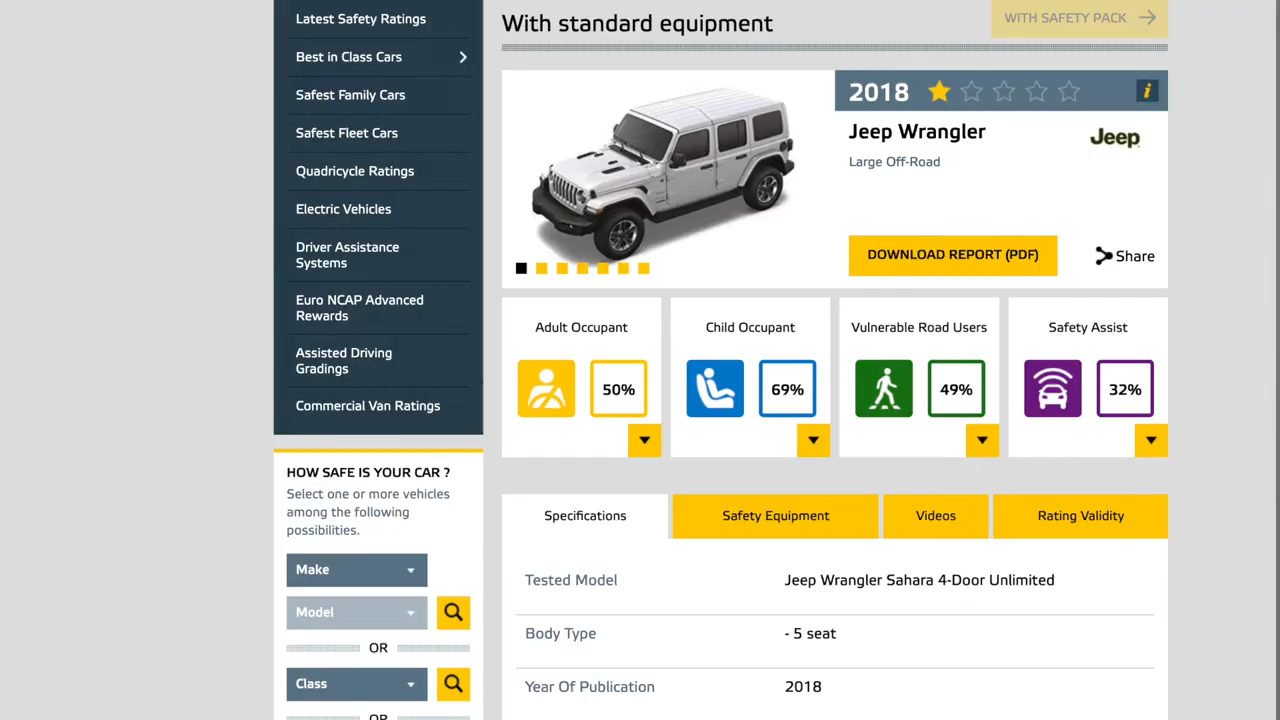 Latest Safety Ratings
Best in Class Cars
Safest Family Cars
Safest Fleet Cars
Quadricycle Ratings
Electric Vehicles
Driver Assistance
Systems
Euro NCAP Advanced
Rewards
Assisted Driving
Gradings
Commercial Van Ratings
HOW SAFE IS YOUR CAR ?
Select one or more vehicles
among the following
possibilities.
Make
Model
OR
Class
OR
With standard equipment
WITH SAFETY PACK
2018
i
Jeep Wrangler
Jeep
Large Off-Road
DOWNLOAD REPORT (PDF)
Share
Adult Occupant
50%
Child Occupant
69%
Vulnerable Road Users
49%
Safety Assist
32%
Specifications
Safety Equipment
Videos
Rating Validity
Tested Model
Jeep Wrangler Sahara 4-Door Unlimited
Body Type
- 5 seat
Year Of Publication
2018